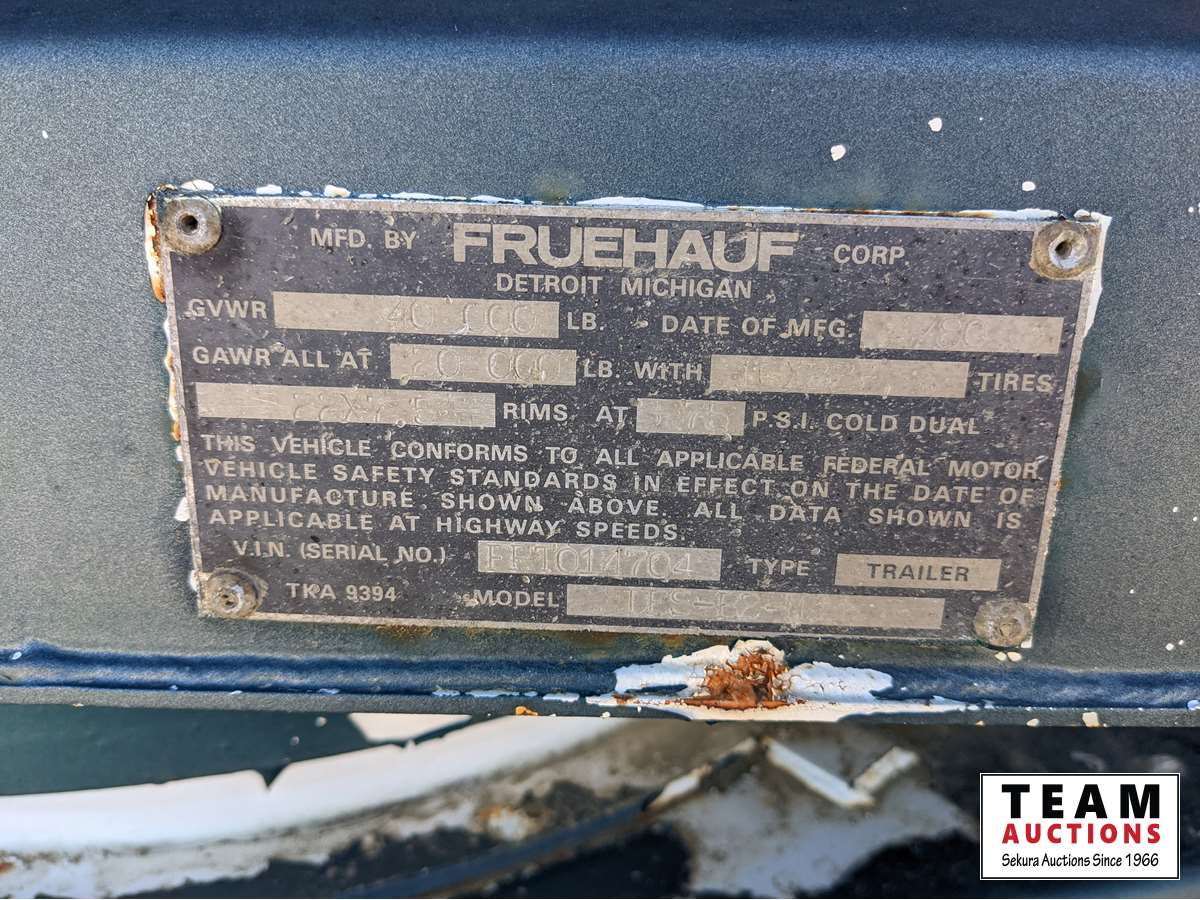 MFD. BY FRUEHAUF CORP
DETROIT MICHIGAN
GVWR 40 000 LB. DATE OF MFG. 480
GAWR ALL AT 20 000 LB. WITH TIRES
RIMS AT P.S.I. COLD DUAL
THIS VEHICLE CONFORMS TO ALL APPLICABLE FEDERAL MOTOR
VEHICLE SAFETY STANDARDS IN EFFECT ON THE DATE OF
MANUFACTURE SHOWN ABOVE. ALL DATA SHOWN IS
APPLICABLE AT HIGHWAY SPEEDS.
V.I.N. (SERIAL NO.) TYPE TRAILER
TKA 9394 MODEL
TEAM
AUCTIONS
Sekura Auctions Since 1966